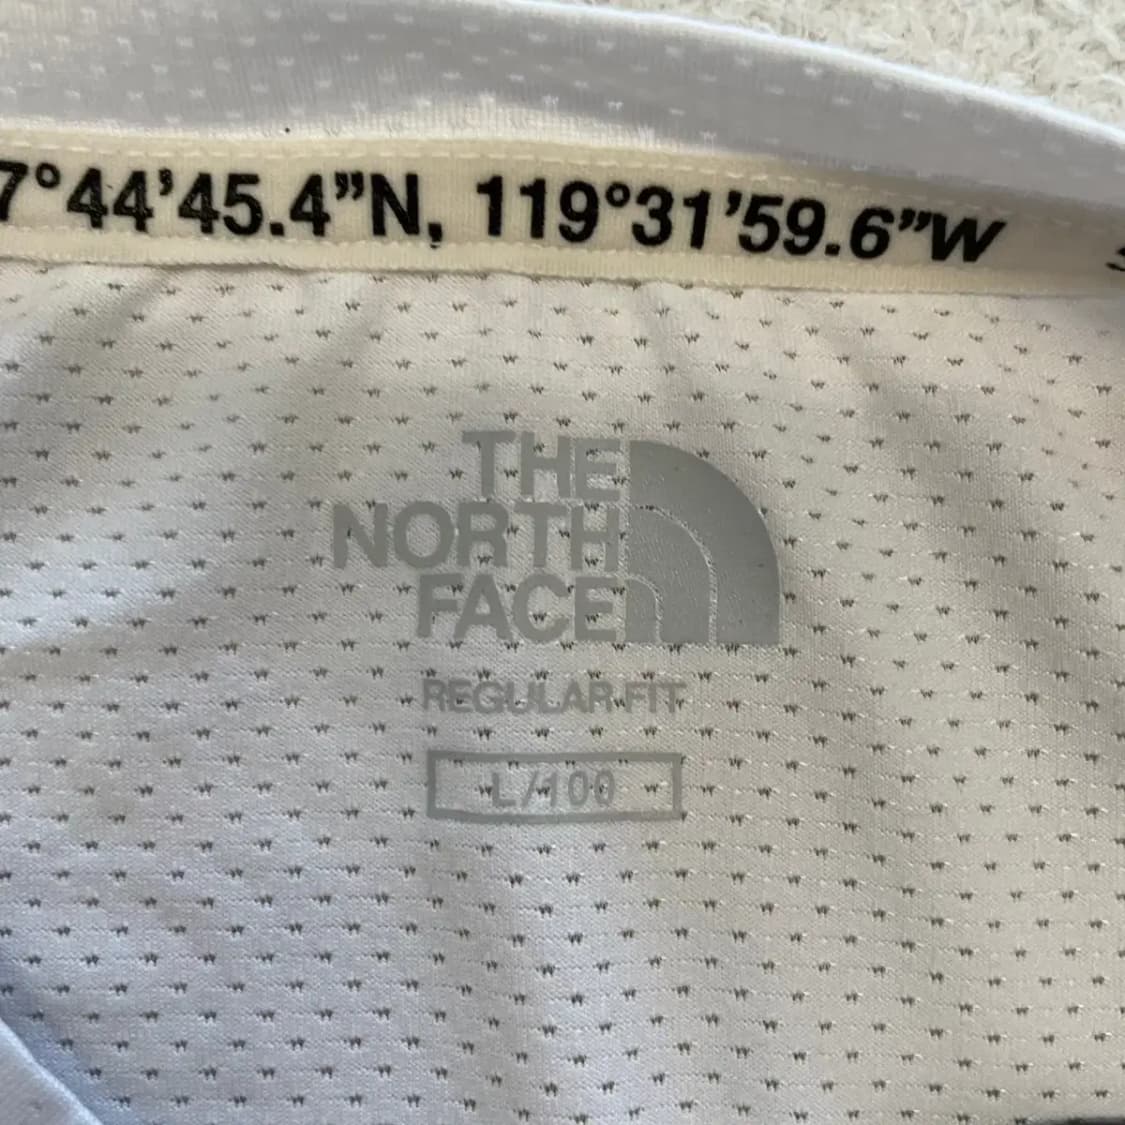 7°44’45.4”N, 119°31’59.6”W
THE
NORTH
FACE
REGULAR FIT
L/100